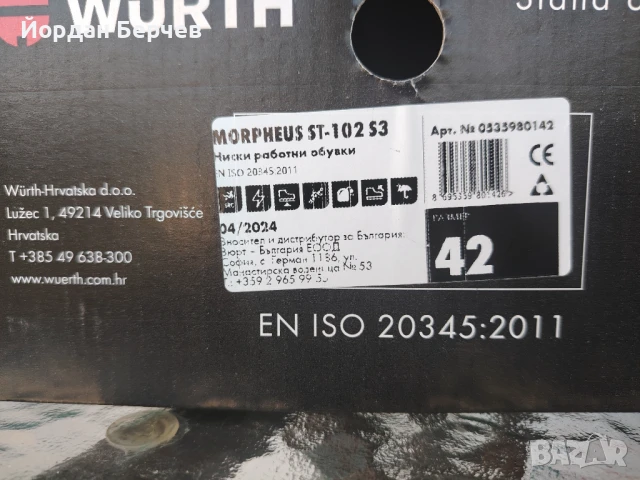 Йордан Берчев
WÜRTH
MORPHEUS ST-102 S3
Ниски работни обувки
EN ISO 20345:2011
04/2024
Вносител и дистрибутор за България:
Вюрт – България ЕООД
София, с. Герман 1186, ул.
Манастирска воденица № 53
Арт. № 0535980142
CE
РАЗМЕР
42
Würth-Hrvatska d.o.o.
Lužec 1, 49214 Veliko Trgovišće
Hrvatska
T +385 49 638-300
www.wuerth.com.hr
EN ISO 20345:2011
BAZAR